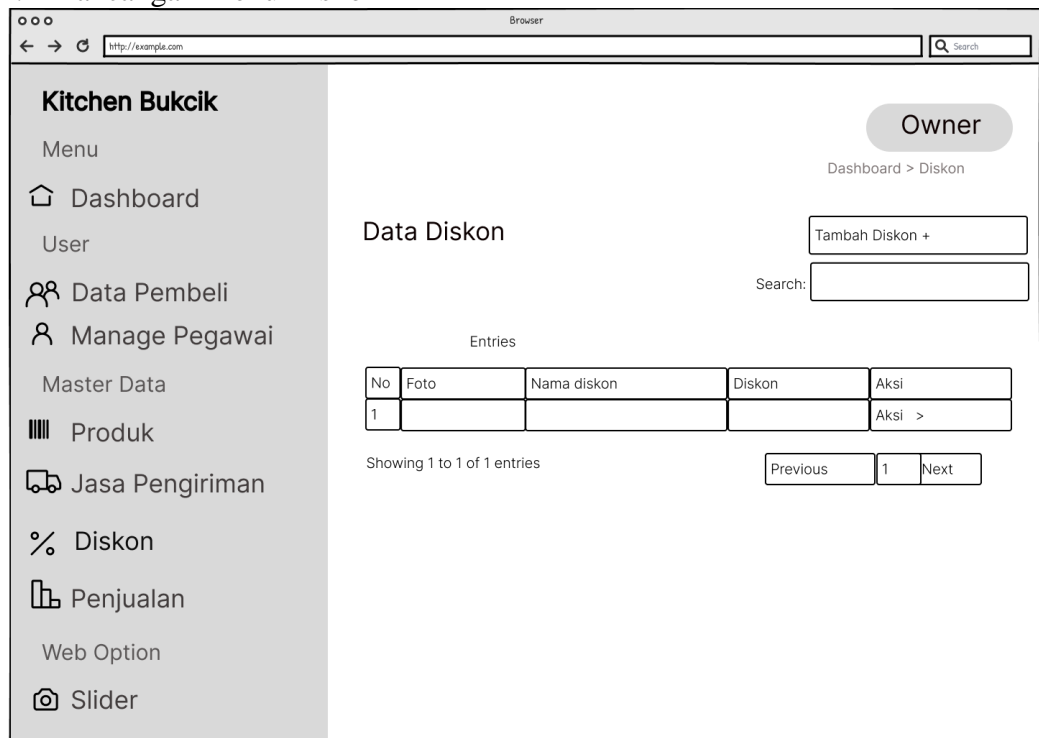 Browser
http://example.com
Search
Kitchen Bukcik
Menu
Dashboard
User
Data Pembeli
Manage Pegawai
Master Data
Produk
Jasa Pengiriman
Diskon
Penjualan
Web Option
Slider
Owner
Dashboard > Diskon
Data Diskon
Tambah Diskon +
Search:
Entries
No Foto Nama diskon Diskon Aksi
1 Aksi >
Showing 1 to 1 of 1 entries
Previous 1 Next